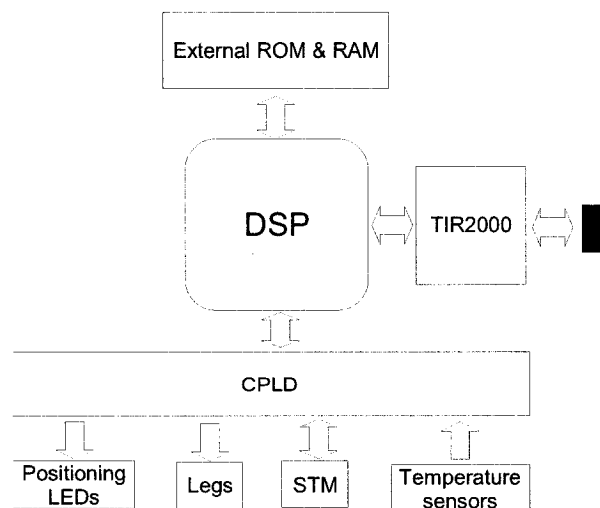 External ROM & RAM
DSP
TIR2000
CPLD
Positioning
LEDs
Legs
STM
Temperature
sensors